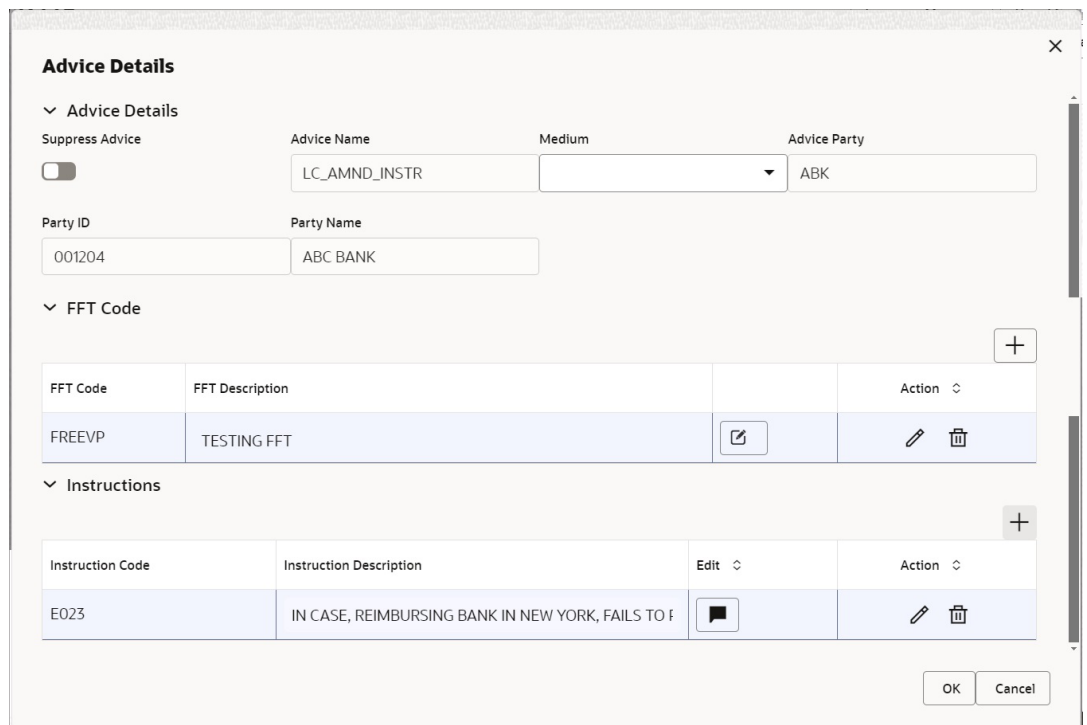 Advice Details
Advice Details
Suppress Advice Advice Name Medium Advice Party
LC_AMND_INSTR ABK
Party ID Party Name
001204 ABC BANK
FFT Code
FFT Code FFT Description Action
FREEVP TESTING FFT
Instructions
Instruction Code Instruction Description Edit Action
E023 IN CASE, REIMBURSING BANK IN NEW YORK, FAILS TO
OK Cancel